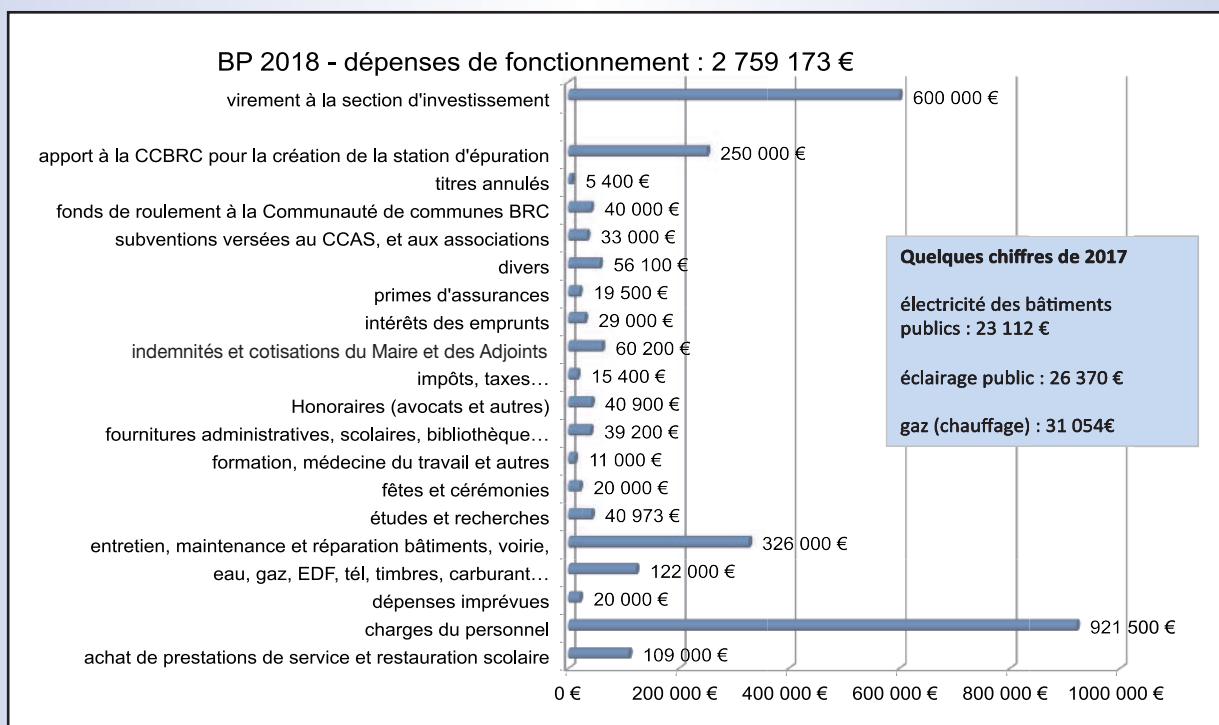 BP 2018 - dépenses de fonctionnement : 2 759 173 €
virement à la section d'investissement 600 000 €
apport à la CCBRC pour la création de la station d'épuration 250 000 €
titres annulés 5 400 €
fonds de roulement à la Communauté de communes BRC 40 000 €
subventions versées au CCAS, et aux associations 33 000 €
divers 56 100 €
primes d'assurances 19 500 €
intérêts des emprunts 29 000 €
indemnités et cotisations du Maire et des Adjoints 60 200 €
impôts, taxes… 15 400 €
Honoraires (avocats et autres) 40 900 €
fournitures administratives, scolaires, bibliothèque… 39 200 €
formation, médecine du travail et autres 11 000 €
fêtes et cérémonies 20 000 €
études et recherches 40 973 €
entretien, maintenance et réparation bâtiments, voirie, 326 000 €
eau, gaz, EDF, tél, timbres, carburant… 122 000 €
dépenses imprévues 20 000 €
charges du personnel 921 500 €
achat de prestations de service et restauration scolaire 109 000 €
0 € 200 000 € 400 000 € 600 000 € 800 000 € 1000 000 €
Quelques chiffres de 2017
électricité des bâtiments
publics : 23 112 €
éclairage public : 26 370 €
gaz (chauffage) : 31 054€